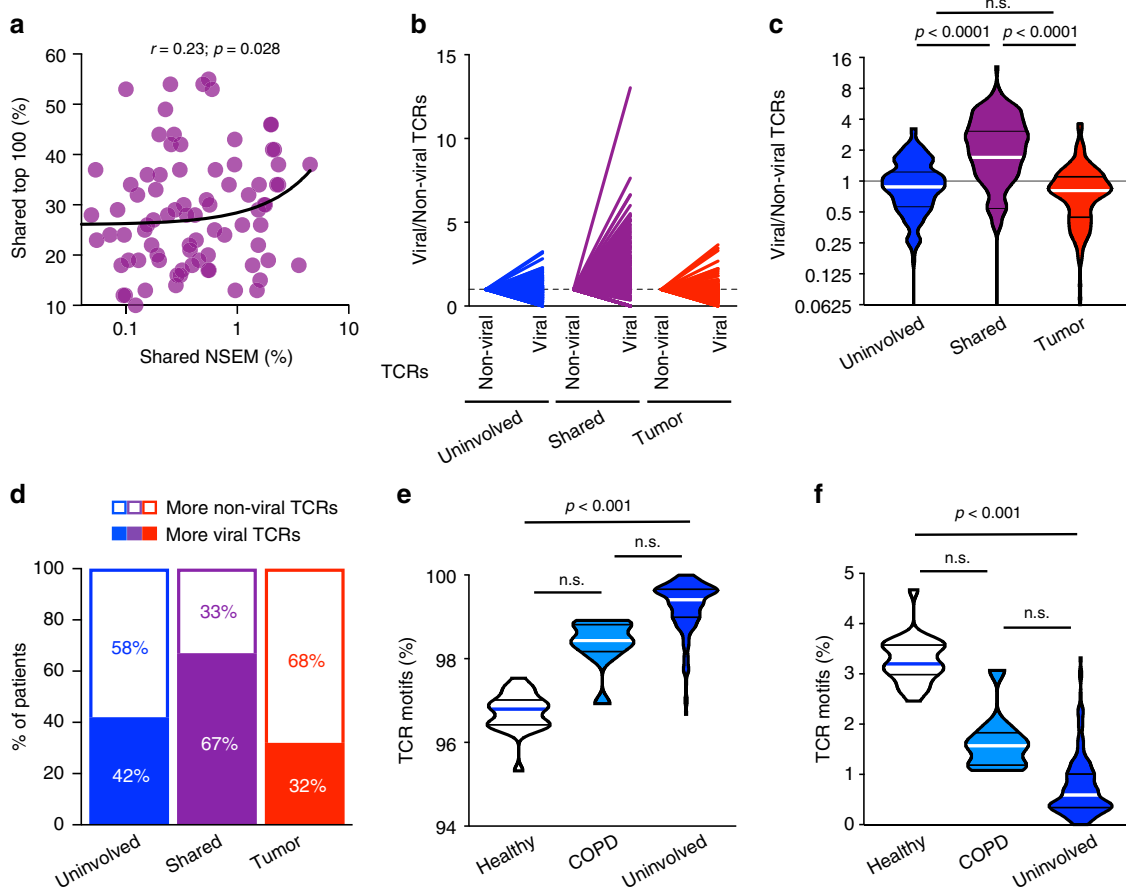 a
r = 0.23; p = 0.028
Shared top 100 (%)
60
50
40
30
20
10
0.1
1
10
Shared NSEM (%)
b
Viral/Non-viral TCRs
15
10
5
0
TCRs
Non-viral
Viral
Non-viral
Viral
Non-viral
Viral
Uninvolved
Shared
Tumor
c
n.s.
p < 0.0001
p < 0.0001
Viral/Non-viral TCRs
16
8
4
2
1
0.5
0.25
0.125
0.0625
Uninvolved
Shared
Tumor
d
More non-viral TCRs
More viral TCRs
% of patients
100
80
60
40
20
0
58%
42%
33%
67%
68%
32%
Uninvolved
Shared
Tumor
e
p < 0.001
n.s.
n.s.
TCR motifs (%)
100
98
96
94
Healthy
COPD
Uninvolved
f
p < 0.001
n.s.
n.s.
TCR motifs (%)
5
4
3
2
1
0
Healthy
COPD
Uninvolved